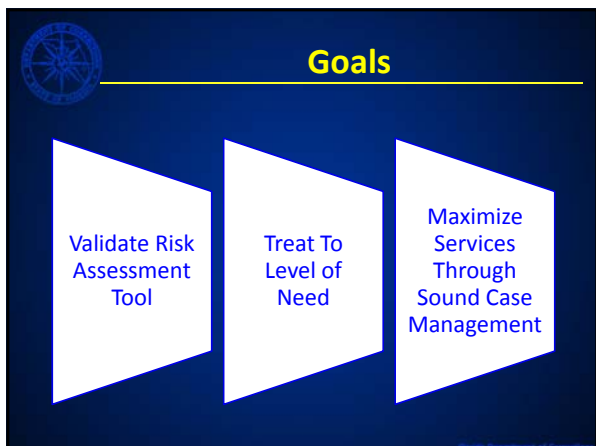 Goals
Validate Risk
Assessment
Tool
Treat To
Level of
Need
Maximize
Services
Through
Sound Case
Management